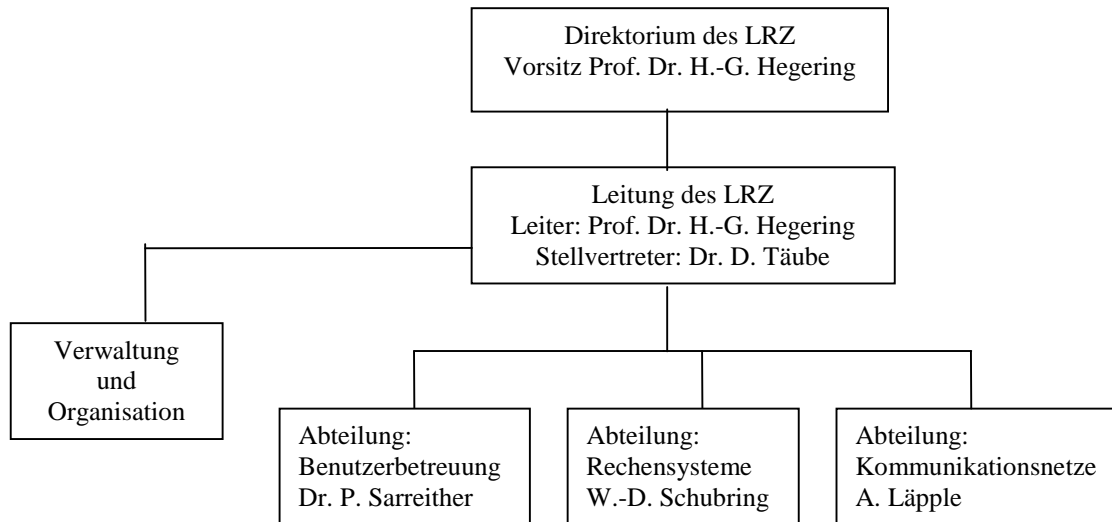 Direktorium des LRZ
Vorsitz Prof. Dr. H.-G. Hegering
Leitung des LRZ
Leiter: Prof. Dr. H.-G. Hegering
Stellvertreter: Dr. D. Täube
Verwaltung
und
Organisation
Abteilung:
Benutzerbetreuung
Dr. P. Sarreither
Abteilung:
Rechensysteme
W.-D. Schubring
Abteilung:
Kommunikationsnetze
A. Läpple